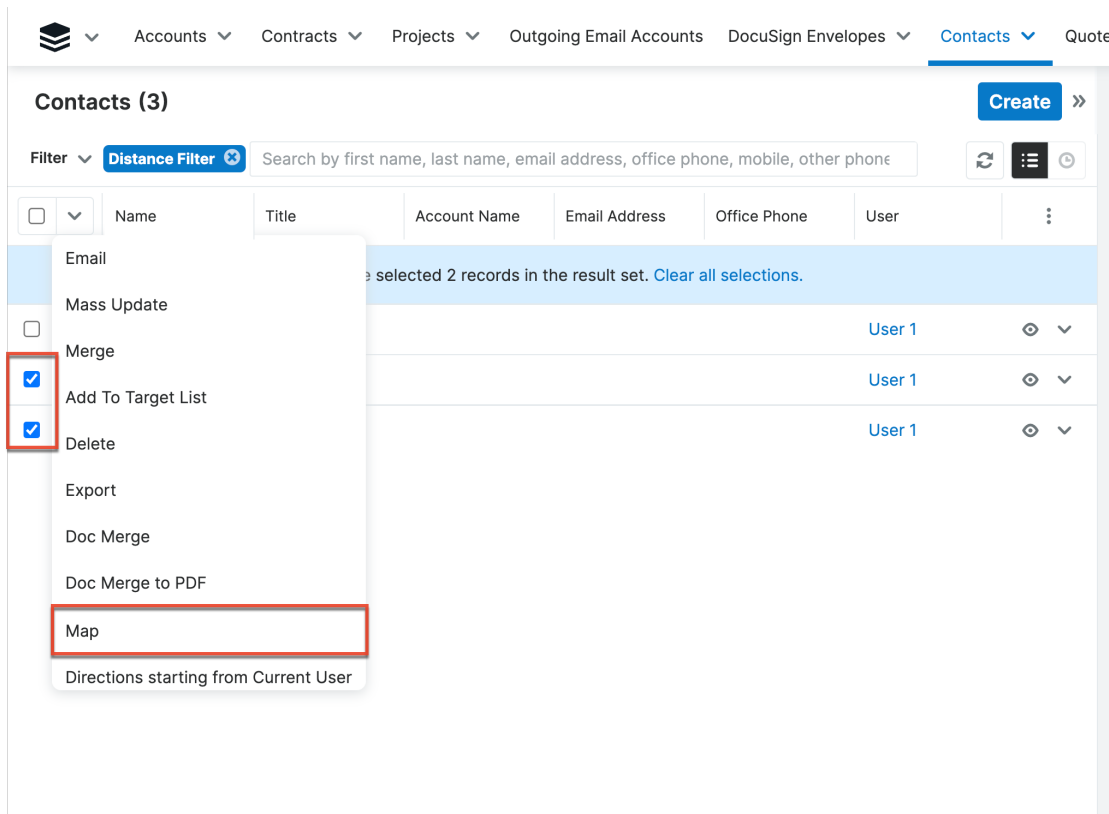 Accounts Contracts Projects Outgoing Email Accounts DocuSign Envelopes Contacts Quote
Contacts (3) Create
Filter Distance Filter Search by first name, last name, email address, office phone, mobile, other phone
Name Title Account Name Email Address Office Phone User
Email
selected 2 records in the result set. Clear all selections.
Mass Update
User 1
Merge
User 1
Add To Target List
User 1
Delete
Export
Doc Merge
Doc Merge to PDF
Map
Directions starting from Current User